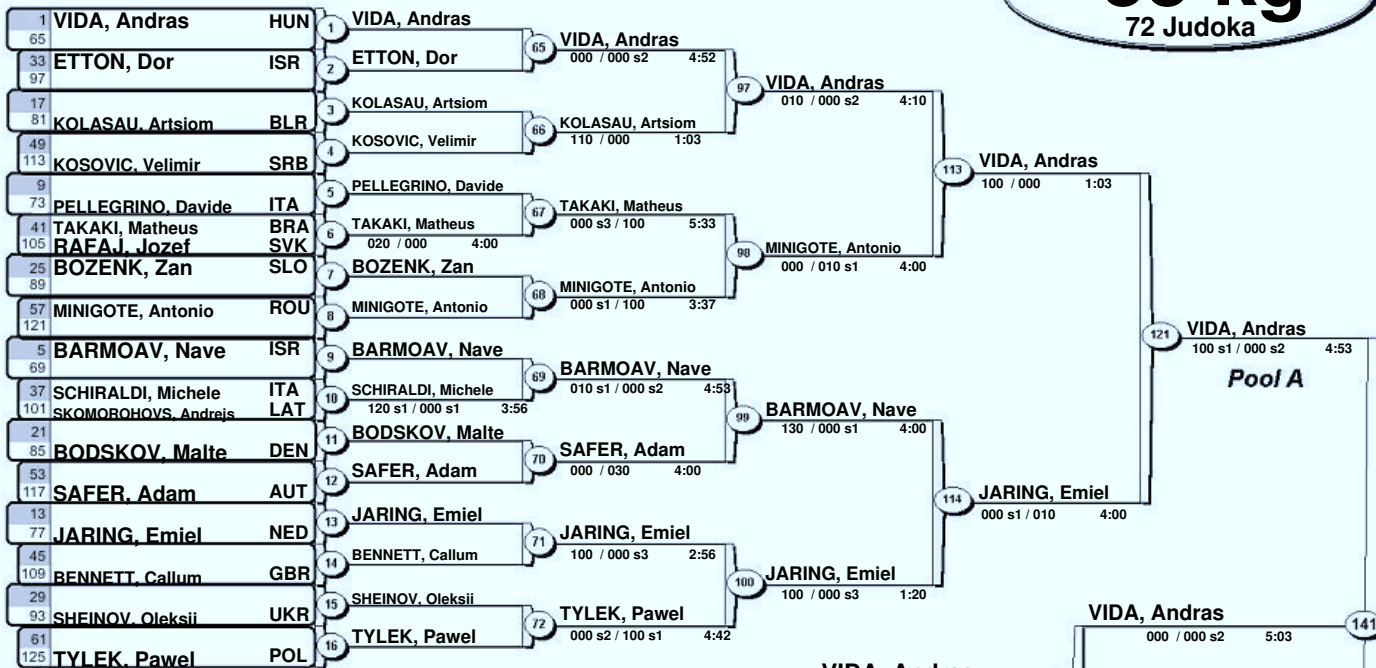 kg
72 Judoka
1 VIDA, Andras HUN
65
33 ETTON, Dor ISR
97
17
81 KOLASAU, Artsiom BLR
49
113 KOSOVIC, Velimir SRB
9
73 PELLEGRINO, Davide ITA
41 TAKAKI, Matheus BRA
105 RAFAJ, Jozef SVK
25 BOZENK, Zan SLO
89
57 MINIGOTE, Antonio ROU
121
5 BARMOAV, Nave ISR
69
37 SCHIRALDI, Michele ITA
101 SKOMOROHOVS, Andrejs LAT
21
85 BODSKOV, Malte DEN
53
117 SAFER, Adam AUT
13
77 JARING, Emiel NED
45
109 BENNETT, Callum GBR
29
93 SHEINOV, Oleksii UKR
61
125 TYLEK, Pawel POL
1 VIDA, Andras
2 ETTON, Dor
3 KOLASAU, Artsiom
4 KOSOVIC, Velimir
5 PELLEGRINO, Davide
6 TAKAKI, Matheus
020 / 000 4:00
7 BOZENK, Zan
8 MINIGOTE, Antonio
9 BARMOAV, Nave
10 SCHIRALDI, Michele
120 s1 / 000 s1 3:56
11 BODSKOV, Malte
12 SAFER, Adam
13 JARING, Emiel
14 BENNETT, Callum
15 SHEINOV, Oleksii
16 TYLEK, Pawel
65 VIDA, Andras
000 / 000 s2 4:52
66 KOLASAU, Artsiom
110 / 000 1:03
67 TAKAKI, Matheus
000 s3 / 100 5:33
68 MINIGOTE, Antonio
000 s1 / 100 3:37
69 BARMOAV, Nave
010 s1 / 000 s2 4:53
70 SAFER, Adam
000 / 030 4:00
71 JARING, Emiel
100 / 000 s3 2:56
72 TYLEK, Pawel
000 s2 / 100 s1 4:42
97 VIDA, Andras
010 / 000 s2 4:10
98 MINIGOTE, Antonio
000 / 010 s1 4:00
99 BARMOAV, Nave
130 / 000 s1 4:00
100 JARING, Emiel
100 / 000 s3 1:20
113 VIDA, Andras
100 / 000 1:03
114 JARING, Emiel
000 s1 / 010 4:00
121 VIDA, Andras
100 s1 / 000 s2 4:53
Pool A
VIDA, Andras
000 / 000 s2 5:03
141
VIDA, Andras